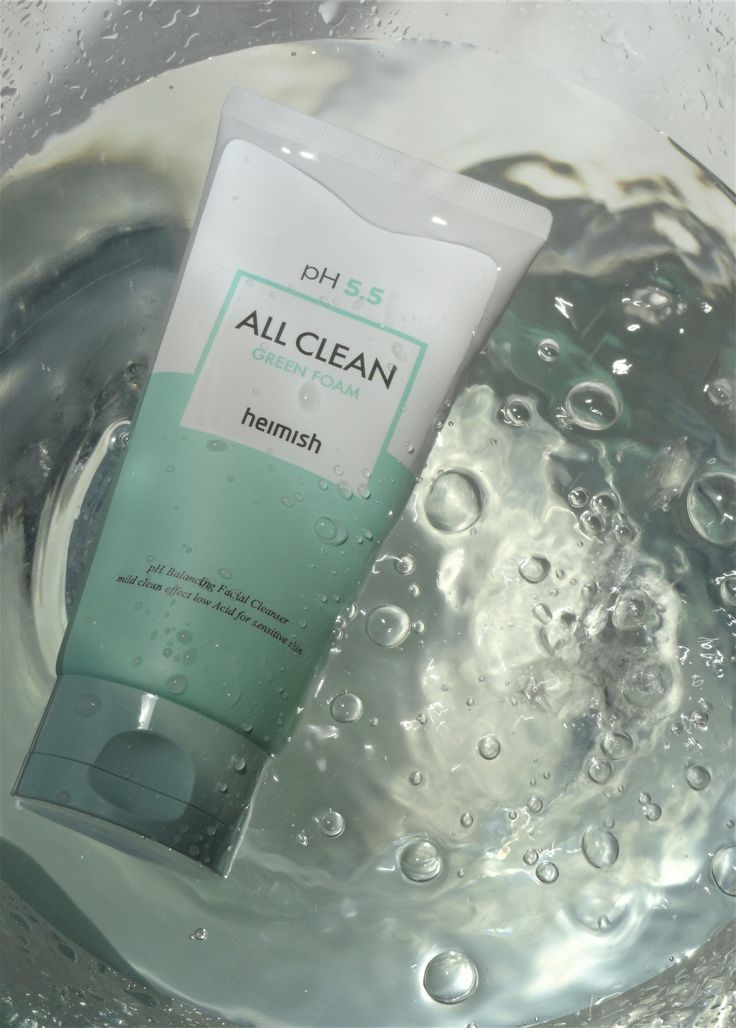 pH 5.5
ALL CLEAN
GREEN FOAM
heimish
pH Balancing Facial Cleanser
mild clean effect low Acid for sensitive skin